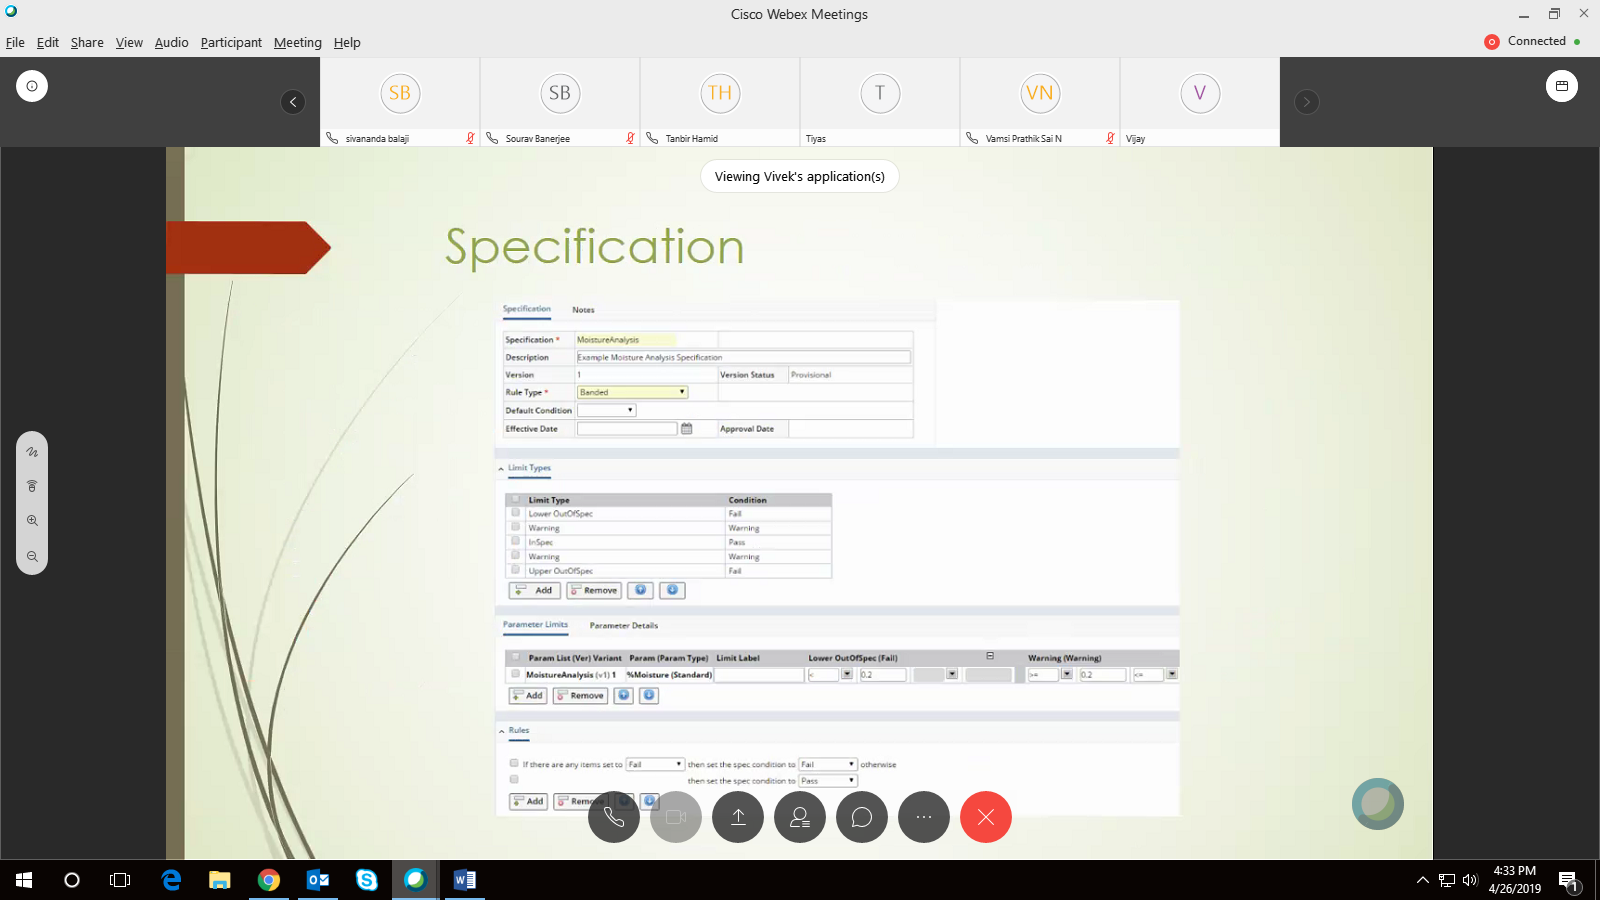 Cisco Webex Meetings
File Edit Share View Audio Participant Meeting Help
Connected
SB SB TH T VN V
sivananda balaji Sourav Banerjee Tanbir Hamid Tiyas Vamsi Prathik Sai N Vijay
Viewing Vivek's application(s)
Specification
Specification Notes
Specification * MoistureAnalysis
Description Example Moisture Analysis Specification
Version 1 Version Status Provisional
Rule Type * Banded
Default Condition
Effective Date Approval Date
Limit Types
Limit Type Condition
Lower OutOfSpec Fail
Warning Warning
InSpec Pass
Warning Warning
Upper OutOfSpec Fail
Add Remove
Parameter Limits Parameter Details
Param List (Ver) Variant Param (Param Type) Limit Label Lower OutOfSpec (Fail) Warning (Warning)
MoistureAnalysis (v1) 1 %Moisture (Standard) < 0.2 >= 0.2 <=
Add Remove
Rules
If there are any items set to Fail then set the spec condition to Fail otherwise
then set the spec condition to Pass
Add Remove
4:33 PM
4/26/2019
1